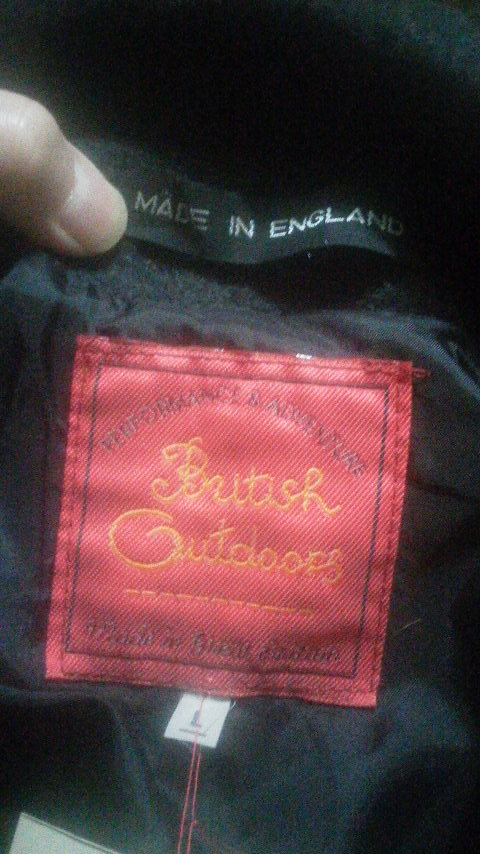 MADE IN ENGLAND
PERFORMANCE & ADVENTURE
British
Outdoors
Made in Great Britain
L